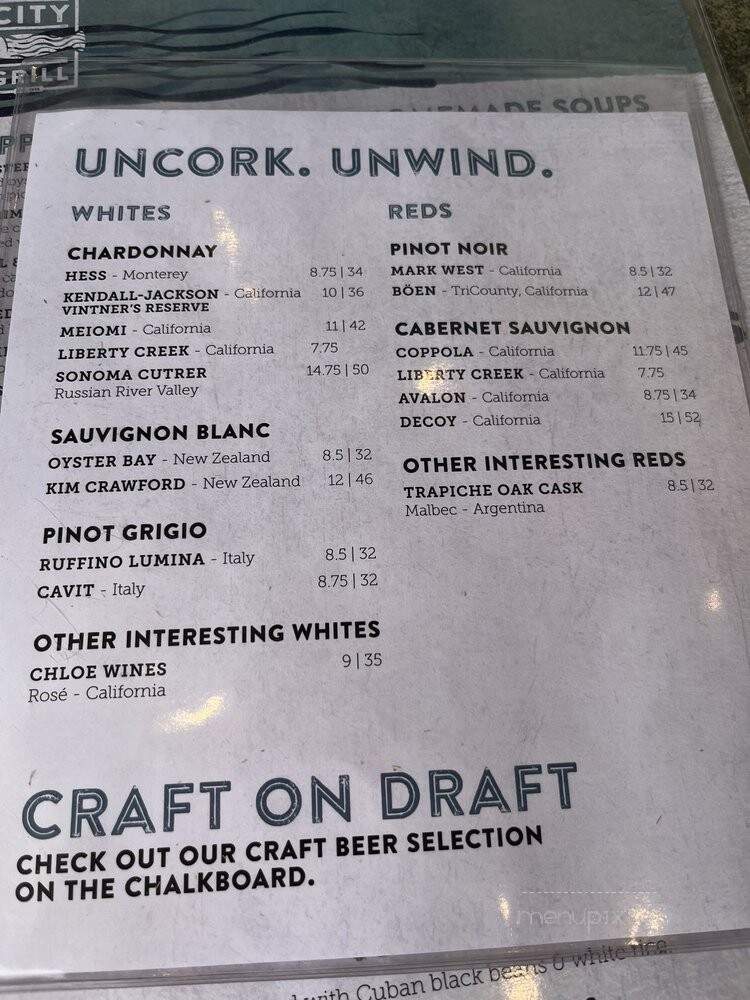 CITY
GRILL
HOMEMADE SOUPS
UNCORK. UNWIND.
WHITES
CHARDONNAY
HESS - Monterey 8.75 | 34
KENDALL-JACKSON - California 10 | 36
VINTNER'S RESERVE
MEIOMI - California 11 | 42
LIBERTY CREEK - California 7.75
SONOMA CUTRER 14.75 | 50
Russian River Valley
SAUVIGNON BLANC
OYSTER BAY - New Zealand 8.5 | 32
KIM CRAWFORD - New Zealand 12 | 46
PINOT GRIGIO
RUFFINO LUMINA - Italy 8.5 | 32
CAVIT - Italy 8.75 | 32
OTHER INTERESTING WHITES
CHLOE WINES 9 | 35
Rosé - California
REDS
PINOT NOIR
MARK WEST - California 8.5 | 32
BÖEN - TriCounty, California 12 | 47
CABERNET SAUVIGNON
COPPOLA - California 11.75 | 45
LIBERTY CREEK - California 7.75
AVALON - California 8.75 | 34
DECOY - California 15 | 52
OTHER INTERESTING REDS
TRAPICHE OAK CASK 8.5 | 32
Malbec - Argentina
CRAFT ON DRAFT
CHECK OUT OUR CRAFT BEER SELECTION
ON THE CHALKBOARD.
menupix
with Cuban black beans & white rice.